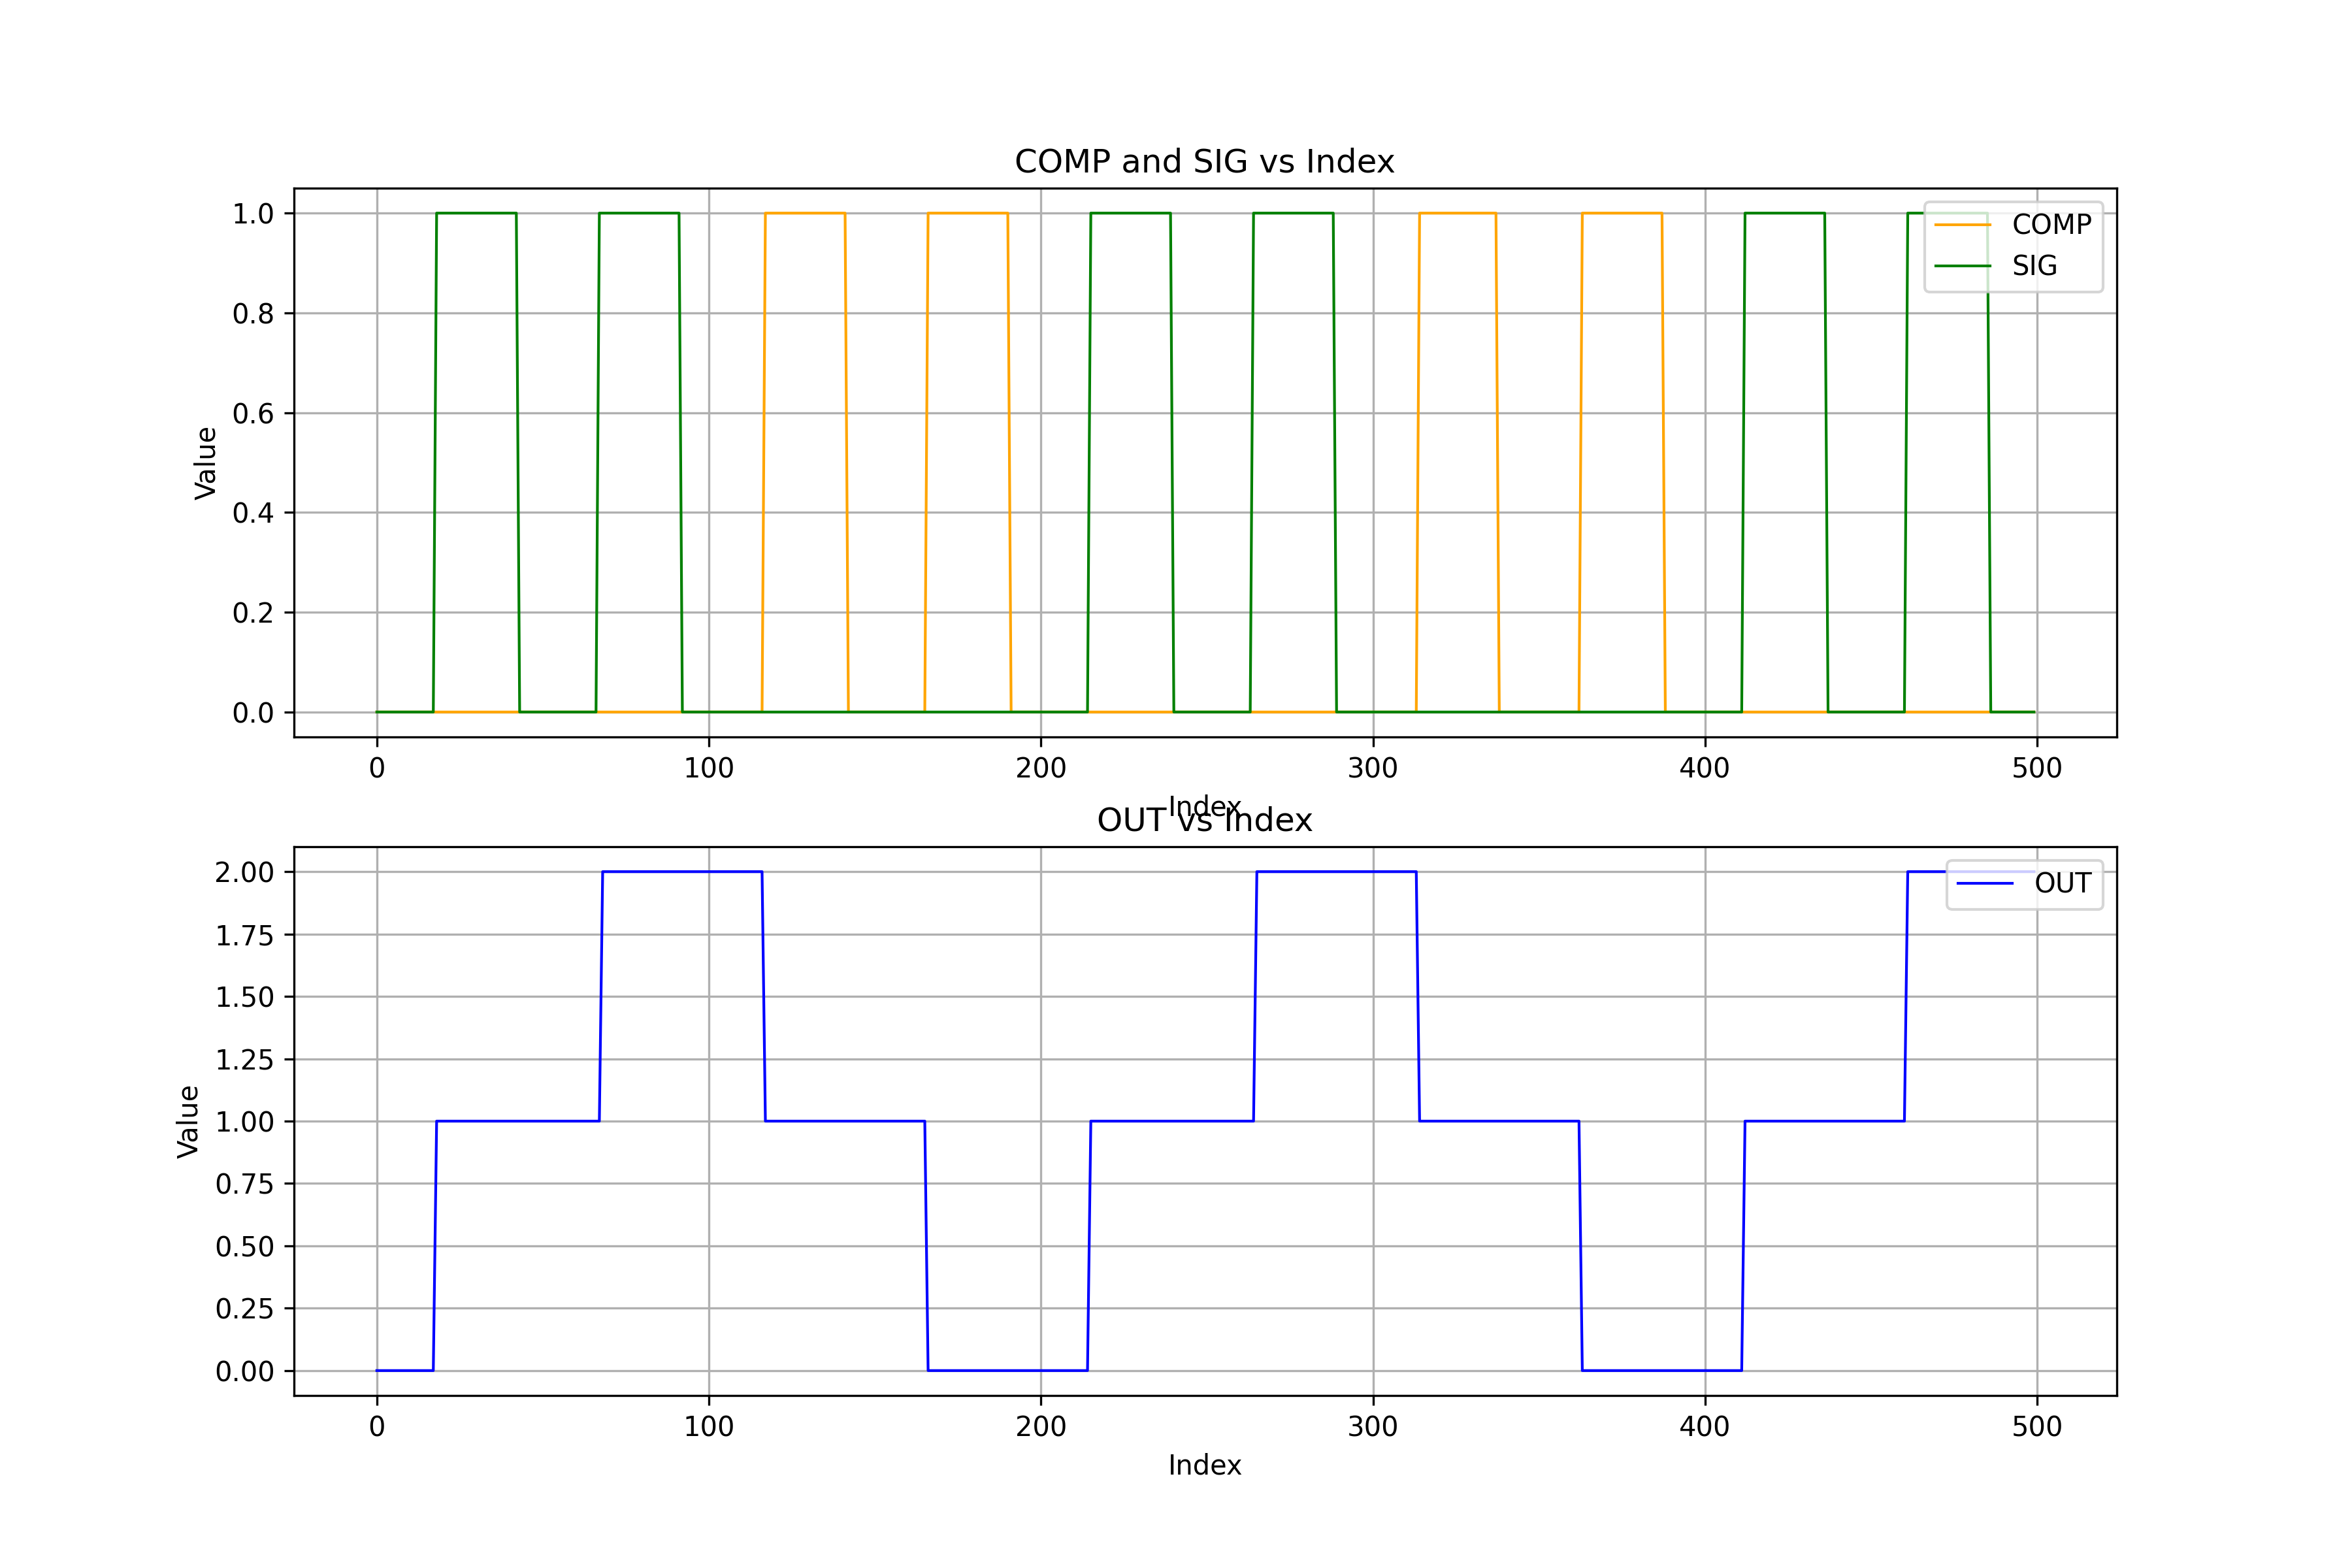 COMP and SIG vs Index
1.0
0.8
0.6
0.4
0.2
0.0
Value
COMP
SIG
0 100 200 300 400 500
Index
OUT vs Index
2.00
1.75
1.50
1.25
1.00
0.75
0.50
0.25
0.00
Value
OUT
0 100 200 300 400 500
Index